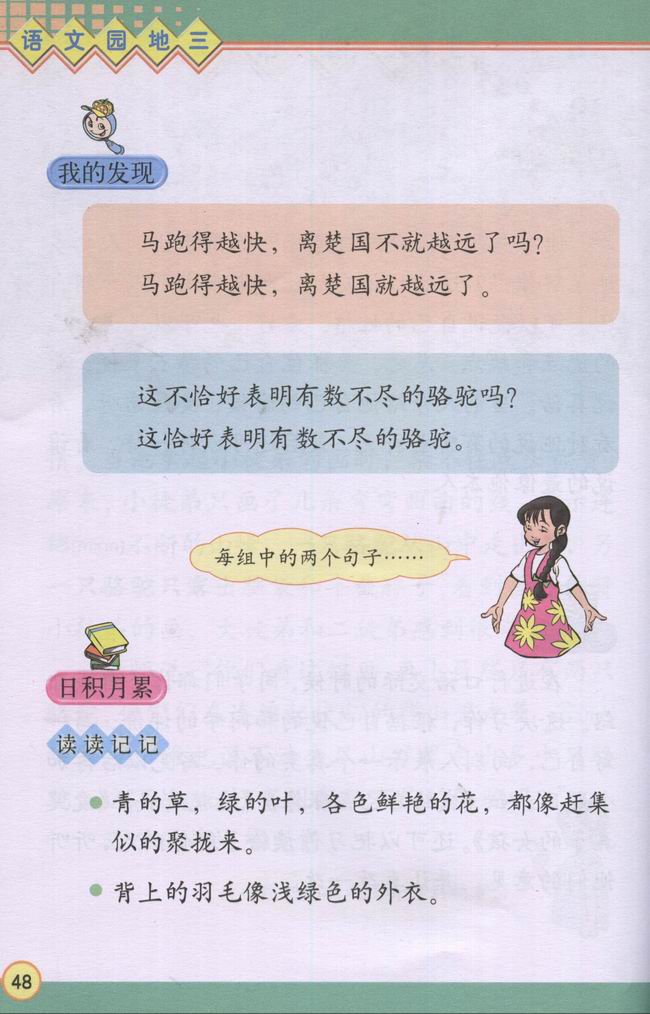 语文园地三
我的发现
马跑得越快，离楚国不就越远了吗？
马跑得越快，离楚国就越远了。
这不恰好表明有数不尽的骆驼吗？
这恰好表明有数不尽的骆驼。
每组中的两个句子……
日积月累
读读记记
青的草，绿的叶，各色鲜艳的花，都像赶集
似的聚拢来。
背上的羽毛像浅绿色的外衣。
48